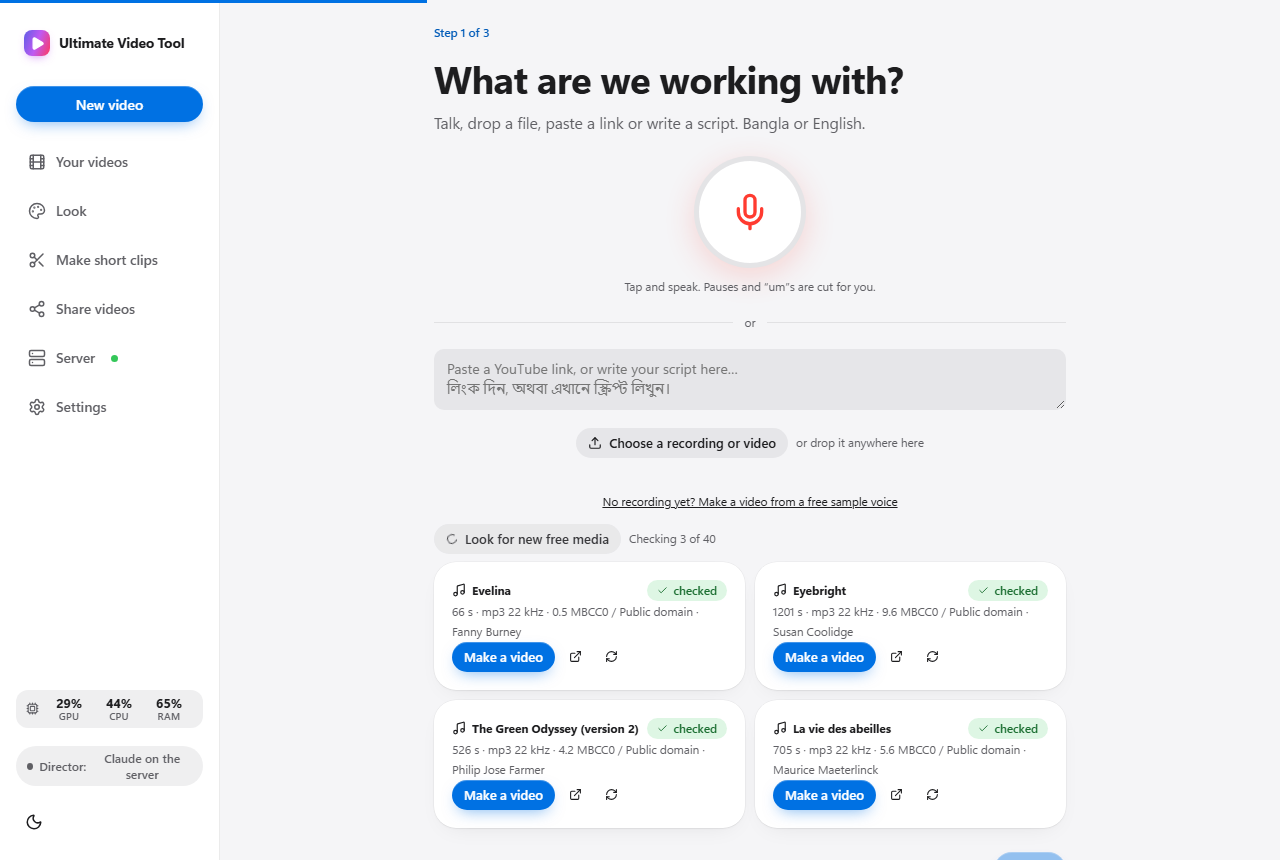 Ultimate Video Tool
New video
Your videos
Look
Make short clips
Share videos
Server
Settings
29% 44% 65%
GPU CPU RAM
Director: Claude on the
server
Step 1 of 3
What are we working with?
Talk, drop a file, paste a link or write a script. Bangla or English.
Tap and speak. Pauses and “um”s are cut for you.
or
Paste a YouTube link, or write your script here...
লিংক দিন, অথবা এখানে স্ক্রিপ্ট লিখুন।
Choose a recording or video or drop it anywhere here
No recording yet? Make a video from a free sample voice
Look for new free media Checking 3 of 40
Evelina checked
66 s · mp3 22 kHz · 0.5 MBCC0 / Public domain ·
Fanny Burney
Make a video
Eyebright checked
1201 s · mp3 22 kHz · 9.6 MBCC0 / Public domain ·
Susan Coolidge
Make a video
The Green Odyssey (version 2) checked
526 s · mp3 22 kHz · 4.2 MBCC0 / Public domain ·
Philip Jose Farmer
Make a video
La vie des abeilles checked
705 s · mp3 22 kHz · 5.6 MBCC0 / Public domain ·
Maurice Maeterlinck
Make a video